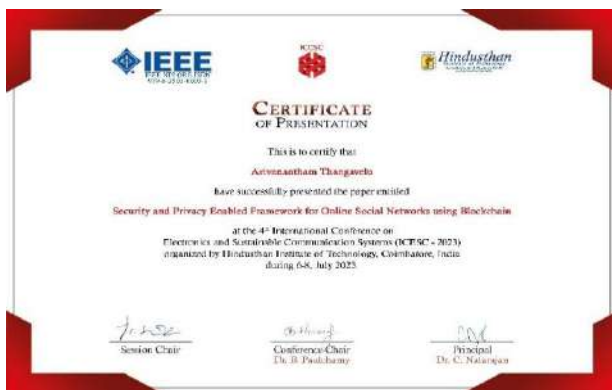 IEEE
ICESC
Hindusthan
CERTIFICATE
OF PRESENTATION
This is to certify that
Arivanantham Thangavelu
have successfully presented the paper entitled
Security and Privacy Enabled Framework for Online Social Networks using Blockchain
at the 4th International Conference on
Electronics and Sustainable Communication Systems (ICESC - 2023)
organized by Hindusthan Institute of Technology, Coimbatore, India
during 6-8, July 2023
Session Chair
Conference Chair
Dr. B. Paulchamy
Principal
Dr. C. Natarajan